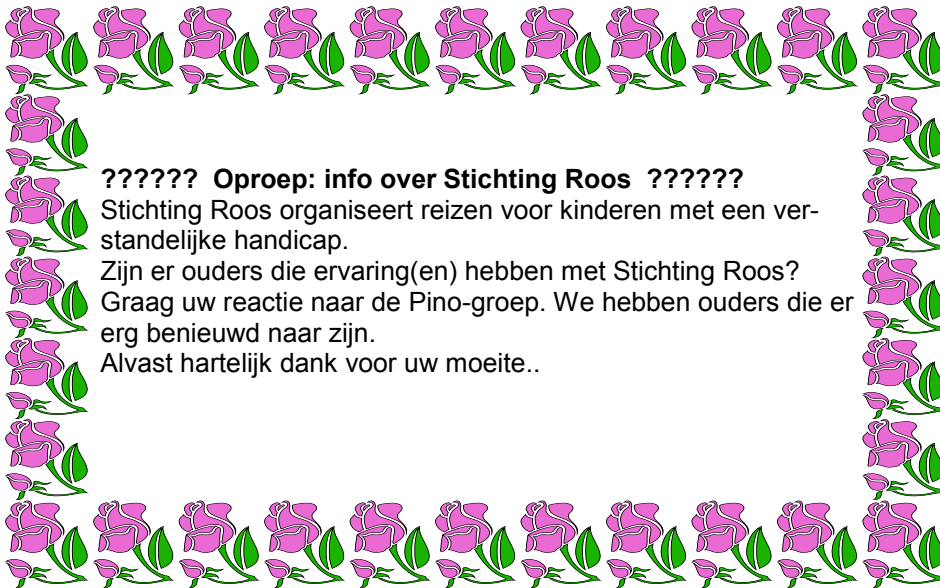 ?????? Oproep: info over Stichting Roos ??????
Stichting Roos organiseert reizen voor kinderen met een ver-
standelijke handicap.
Zijn er ouders die ervaring(en) hebben met Stichting Roos?
Graag uw reactie naar de Pino-groep. We hebben ouders die er
erg benieuwd naar zijn.
Alvast hartelijk dank voor uw moeite..